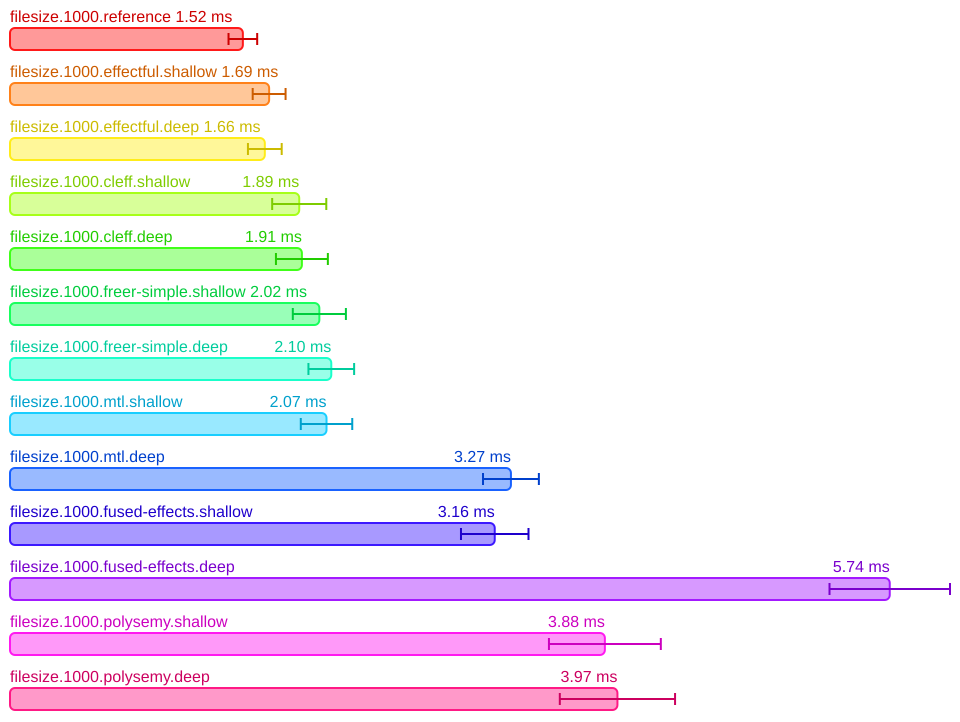 filesize.1000.reference 1.52 ms
filesize.1000.effectful.shallow 1.69 ms
filesize.1000.effectful.deep 1.66 ms
filesize.1000.cleff.shallow 1.89 ms
filesize.1000.cleff.deep 1.91 ms
filesize.1000.freer-simple.shallow 2.02 ms
filesize.1000.freer-simple.deep 2.10 ms
filesize.1000.mtl.shallow 2.07 ms
filesize.1000.mtl.deep 3.27 ms
filesize.1000.fused-effects.shallow 3.16 ms
filesize.1000.fused-effects.deep 5.74 ms
filesize.1000.polysemy.shallow 3.88 ms
filesize.1000.polysemy.deep 3.97 ms